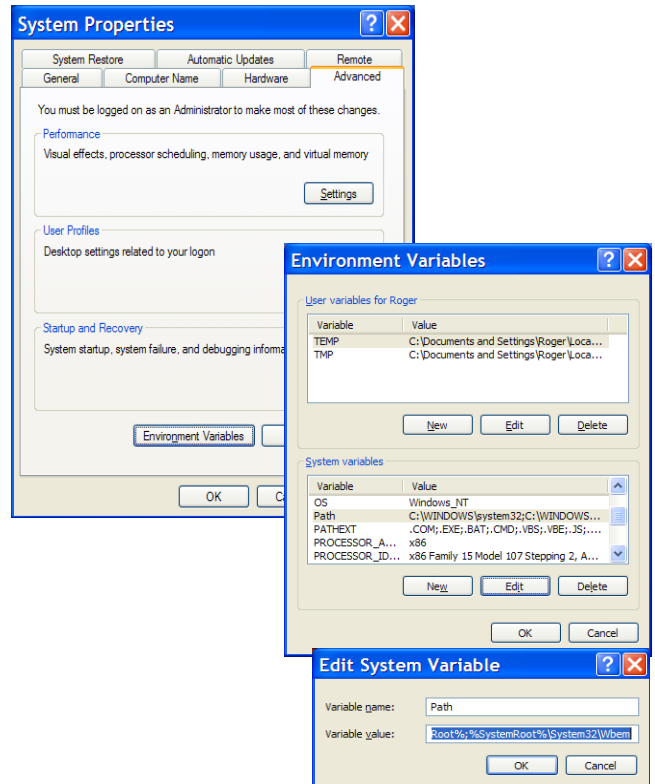 System Properties
System Restore Automatic Updates Remote
General Computer Name Hardware Advanced
You must be logged on as an Administrator to make most of these changes.
Performance
Visual effects, processor scheduling, memory usage, and virtual memory
Settings
User Profiles
Desktop settings related to your logon
Startup and Recovery
System startup, system failure, and debugging informa
Environment Variables
OK
Environment Variables
User variables for Roger
Variable Value
TEMP C:\Documents and Settings\Roger\Loca...
TMP C:\Documents and Settings\Roger\Loca...
New Edit Delete
System variables
Variable Value
OS Windows_NT
Path C:\WINDOWS\system32;C:\WINDOWS...
PATHEXT .COM;.EXE;.BAT;.CMD;.VBS;.VBE;.JS;....
PROCESSOR_A... x86
PROCESSOR_ID... x86 Family 15 Model 107 Stepping 2, A...
New Edit Delete
OK Cancel
Edit System Variable
Variable name: Path
Variable value: Root%;%SystemRoot%\System32\Wbem
OK Cancel